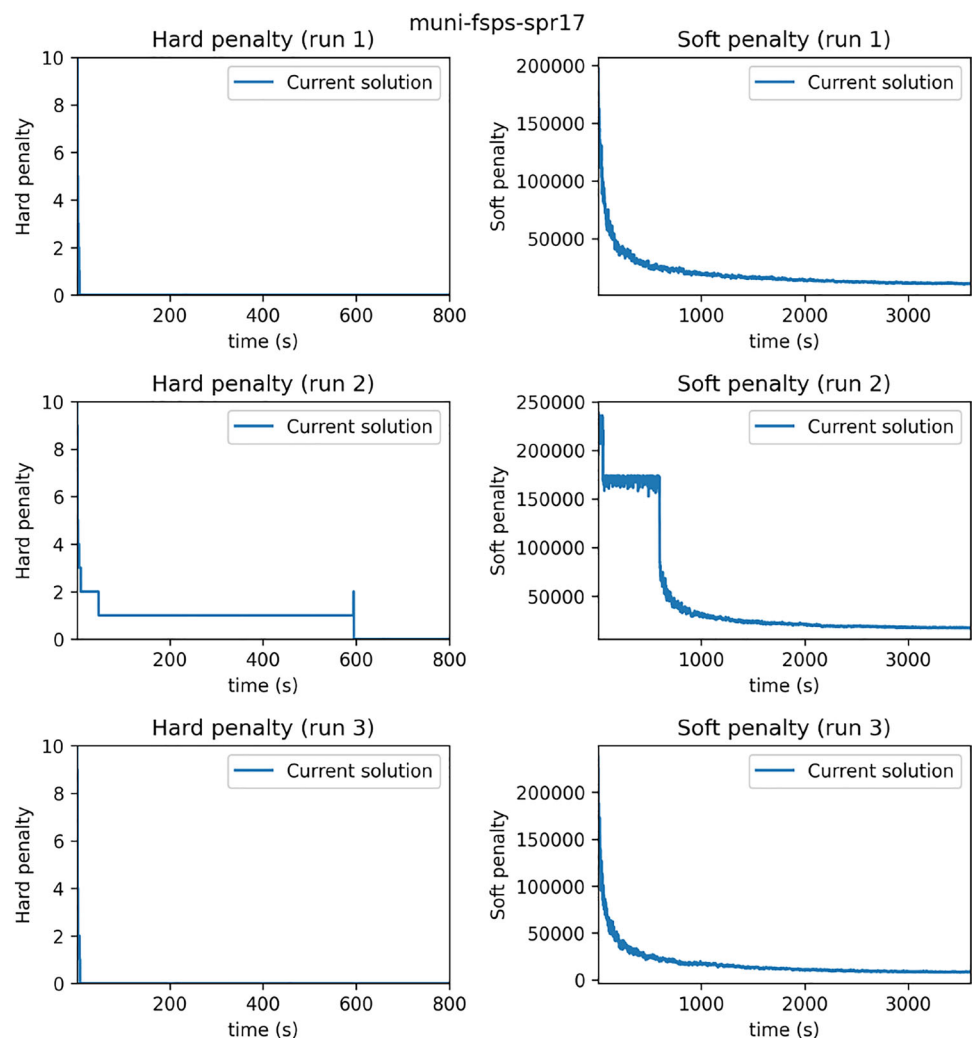 muni-fsps-spr17
Hard penalty (run 1)
Soft penalty (run 1)
10
8
6
4
2
0
Hard penalty
Current solution
200
400
600
800
time (s)
200000
150000
100000
50000
Soft penalty
Current solution
1000
2000
3000
time (s)
Hard penalty (run 2)
Soft penalty (run 2)
10
8
6
4
2
0
Hard penalty
Current solution
200
400
600
800
time (s)
250000
200000
150000
100000
50000
Soft penalty
Current solution
1000
2000
3000
time (s)
Hard penalty (run 3)
Soft penalty (run 3)
10
8
6
4
2
0
Hard penalty
Current solution
200
400
600
800
time (s)
200000
150000
100000
50000
0
Soft penalty
Current solution
1000
2000
3000
time (s)